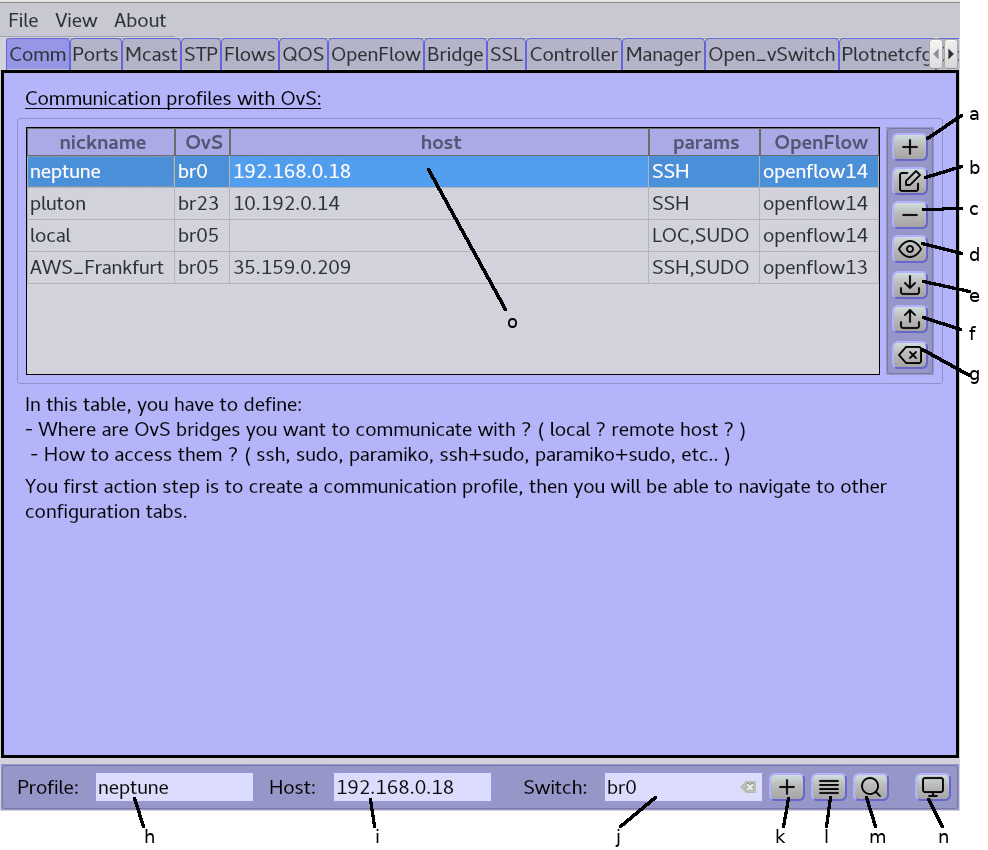 File View About
Comm Ports Mcast STP Flows QOS OpenFlow Bridge SSL Controller Manager Open_vSwitch Plotnetcfg
Communication profiles with OvS:
nickname OvS host params OpenFlow
neptune br0 192.168.0.18 SSH openflow14
pluton br23 10.192.0.14 SSH openflow14
local br05 LOC,SUDO openflow14
AWS_Frankfurt br05 35.159.0.209 SSH,SUDO openflow13
a
b
c
d
e
f
g
o
In this table, you have to define:
- Where are OvS bridges you want to communicate with ? ( local ? remote host ? )
- How to access them ? ( ssh, sudo, paramiko, ssh+sudo, paramiko+sudo, etc.. )
You first action step is to create a communication profile, then you will be able to navigate to other
configuration tabs.
Profile: neptune Host: 192.168.0.18 Switch: br0
h i j k l m n